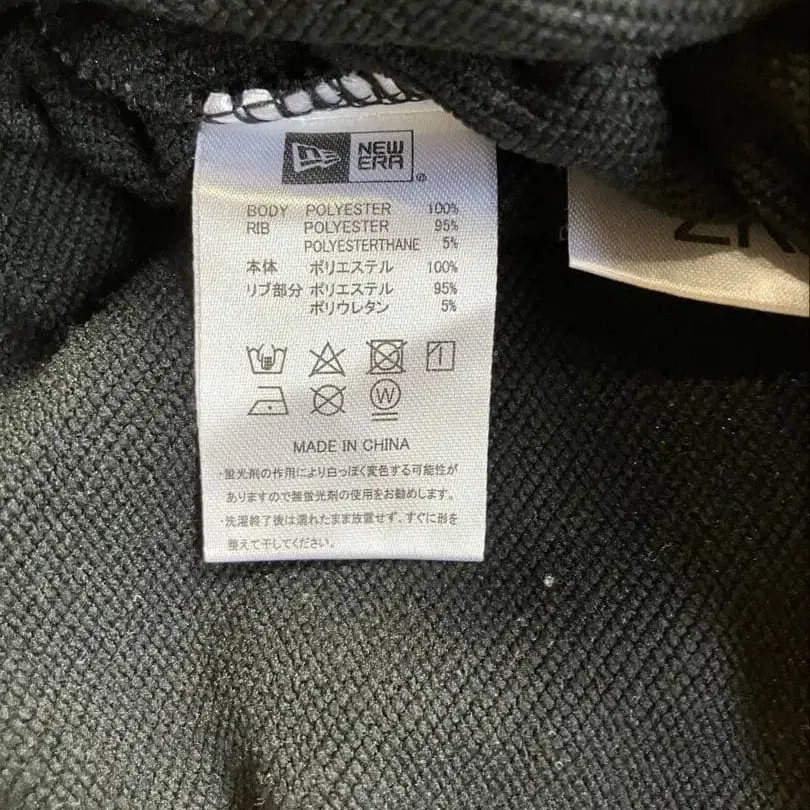 NEW
ERA®
BODY POLYESTER 100%
RIB POLYESTER 95%
POLYESTERTHANE 5%
本体 ポリエステル 100%
リブ部分 ポリエステル 95%
ポリウレタン 5%
W
MADE IN CHINA
・蛍光剤の作用により白っぽく変色する可能性が
ありますので無蛍光剤の使用をお勧めします。
・洗濯終了後は濡れたまま放置せず、すぐに形を
整えて干してください。